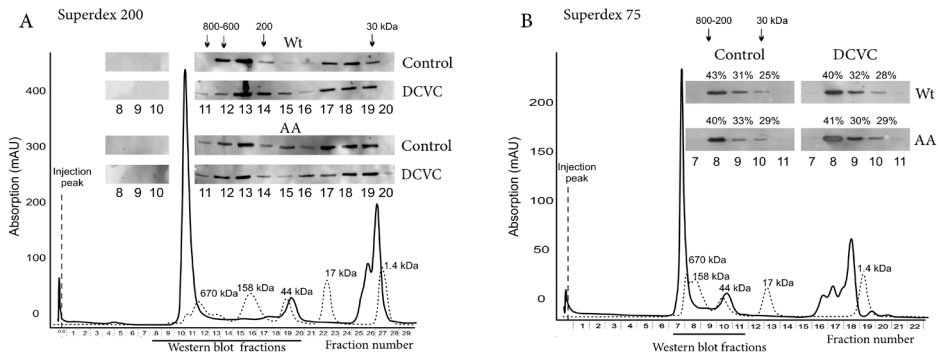 A Superdex 200
800-600 200 30 kDa
Wt
Control
DCVC
8 9 10 11 12 13 14 15 16 17 18 19 20
AA
Control
DCVC
8 9 10 11 12 13 14 15 16 17 18 19 20
Absorption (mAU)
400
300
200
100
0
Injection
peak
670 kDa
158 kDa
44 kDa
17 kDa
1.4 kDa
1 2 3 4 5 6 7 8 9 10 11 12 13 14 15 16 17 18 19 20 21 22 23 24 25 26 27 28 29
Western blot fractions
Fraction number
B Superdex 75
800-200 30 kDa
Control DCVC
43% 31% 25% 40% 32% 28%
Wt
40% 33% 29% 41% 30% 29%
AA
7 8 9 10 11 7 8 9 10 11
Absorption (mAU)
200
150
100
50
0
Injection
peak
670 kDa
158 kDa
44 kDa
17 kDa
1.4 kDa
1 2 3 4 5 6 7 8 9 10 11 12 13 14 15 16 17 18 19 20 21 22
Western blot fractions
Fraction number